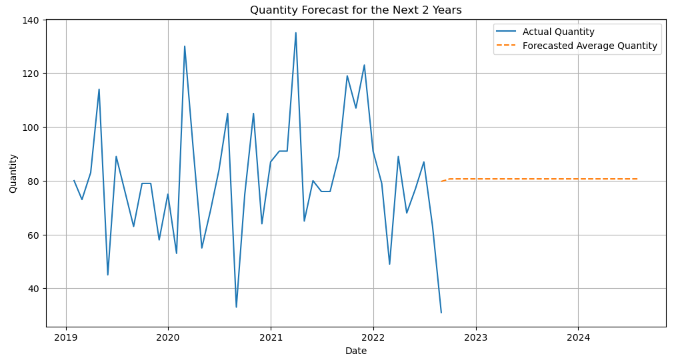 Quantity Forecast for the Next 2 Years
Actual Quantity
Forecasted Average Quantity
140
120
100
80
60
40
Quantity
2019
2020
2021
2022
2023
2024
Date